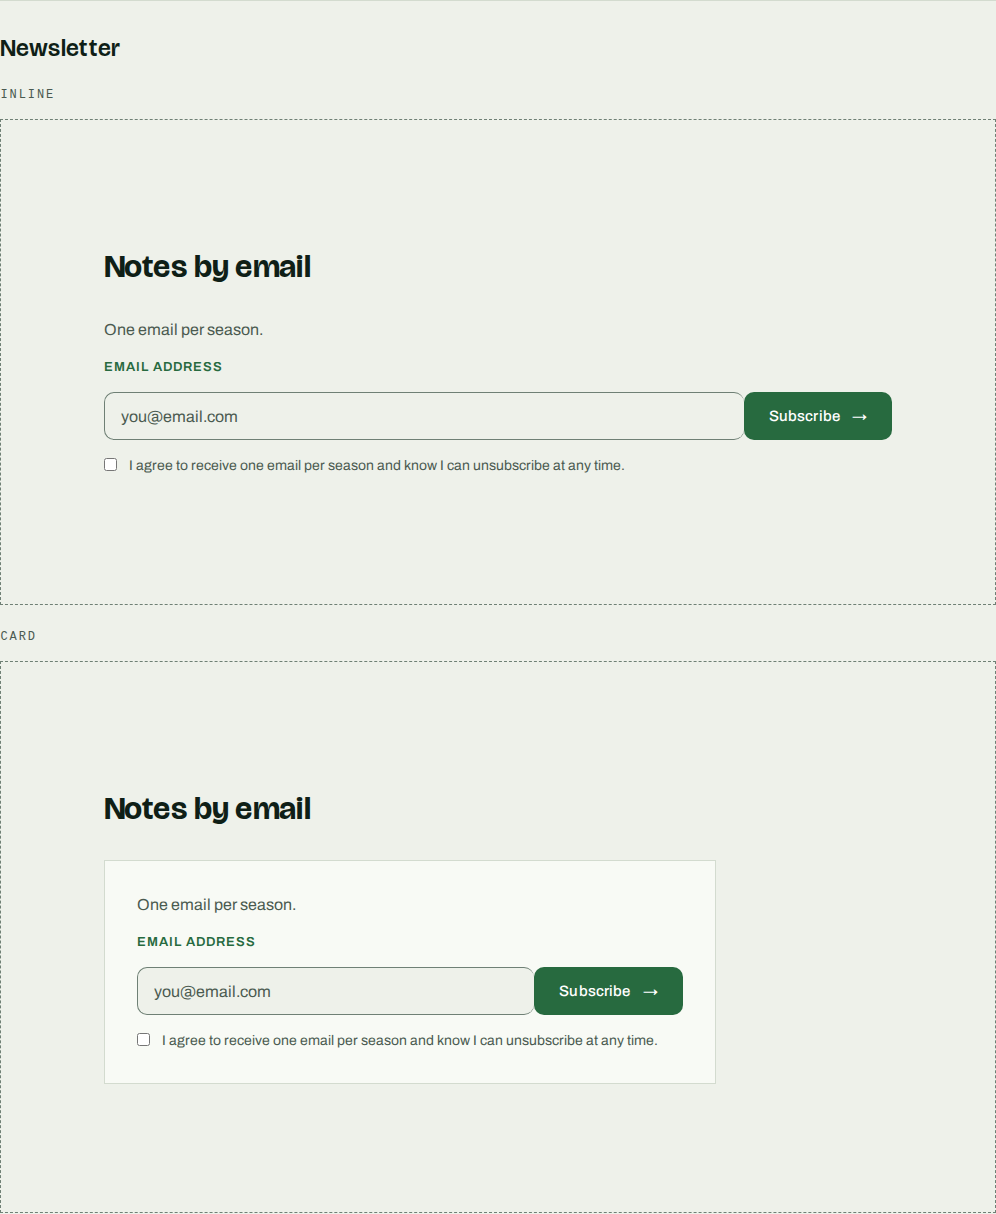 Newsletter
INLINE
Notes by email
One email per season.
EMAIL ADDRESS
you@email.com
Subscribe →
I agree to receive one email per season and know I can unsubscribe at any time.
CARD
Notes by email
One email per season.
EMAIL ADDRESS
you@email.com
Subscribe →
I agree to receive one email per season and know I can unsubscribe at any time.